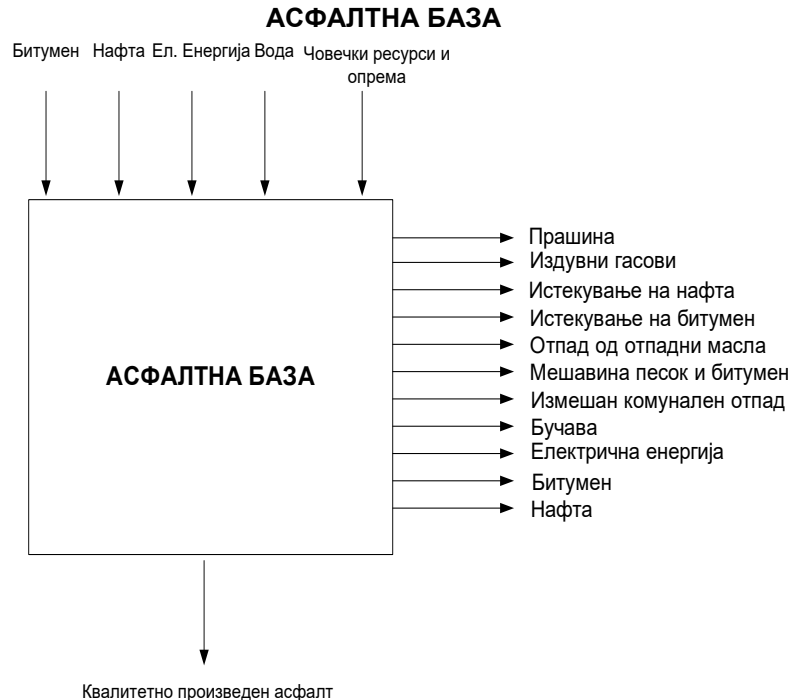 АСФАЛТНА БАЗА
Битумен Нафта Ел. Енергија Вода Човечки ресурси и
опрема
Прашина
Издувни гасови
Истекување на нафта
Истекување на битумен
Отпад од отпадни масла
АСФАЛТНА БАЗА
Мешавина песок и битумен
Измешан комунален отпад
Бучава
Електрична енергија
Битумен
Нафта
Квалитетно произведен асфалт